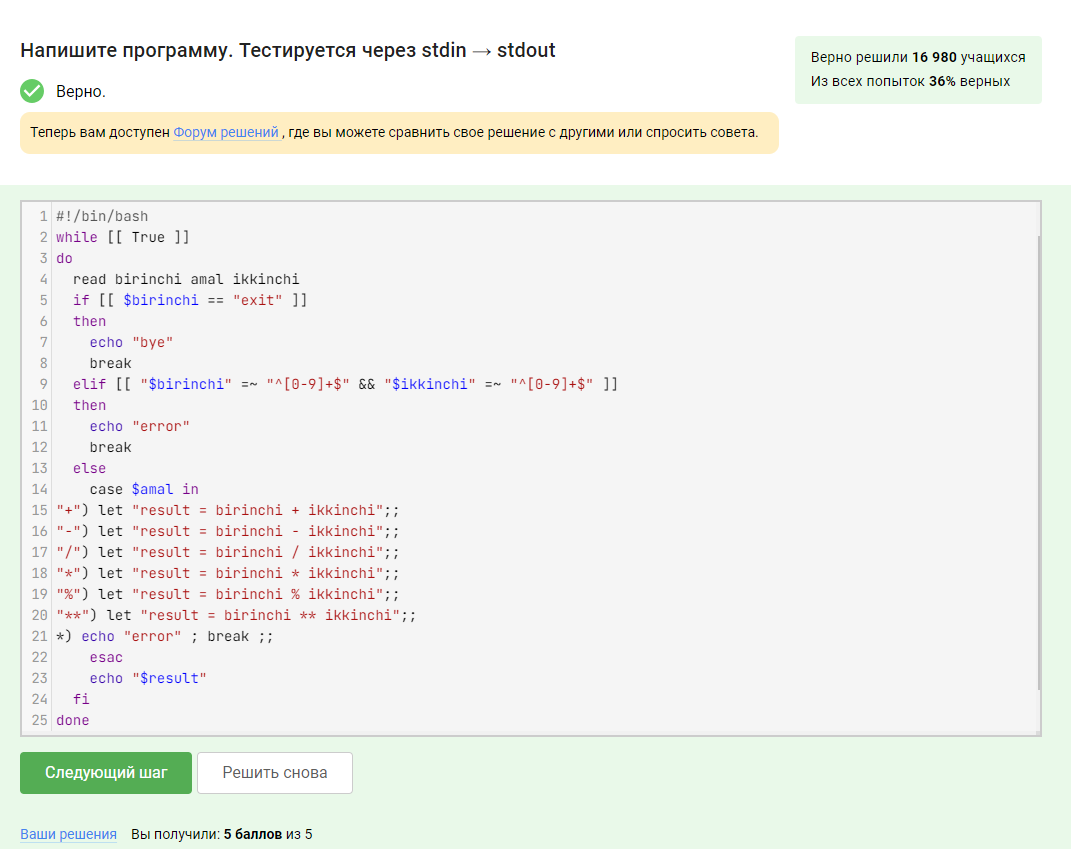 Напишите программу. Тестируется через stdin → stdout
Верно решили 16 980 учащихся
Из всех попыток 36% верных
Верно.
Теперь вам доступен Форум решений , где вы можете сравнить свое решение с другими или спросить совета.
1 #!/bin/bash
2 while [[ True ]]
3 do
4   read birinchi amal ikkinchi
5   if [[ $birinchi == "exit" ]]
6   then
7     echo "bye"
8     break
9   elif [[ "$birinchi" =~ "^[0-9]+$" && "$ikkinchi" =~ "^[0-9]+$" ]]
10   then
11     echo "error"
12     break
13   else
14     case $amal in
15 "+") let "result = birinchi + ikkinchi";;
16 "-") let "result = birinchi - ikkinchi";;
17 "/") let "result = birinchi / ikkinchi";;
18 "*") let "result = birinchi * ikkinchi";;
19 "%") let "result = birinchi % ikkinchi";;
20 "**") let "result = birinchi ** ikkinchi";;
21 *) echo "error" ; break ;;
22     esac
23     echo "$result"
24   fi
25 done
Следующий шаг
Решить снова
Ваши решения Вы получили: 5 баллов из 5